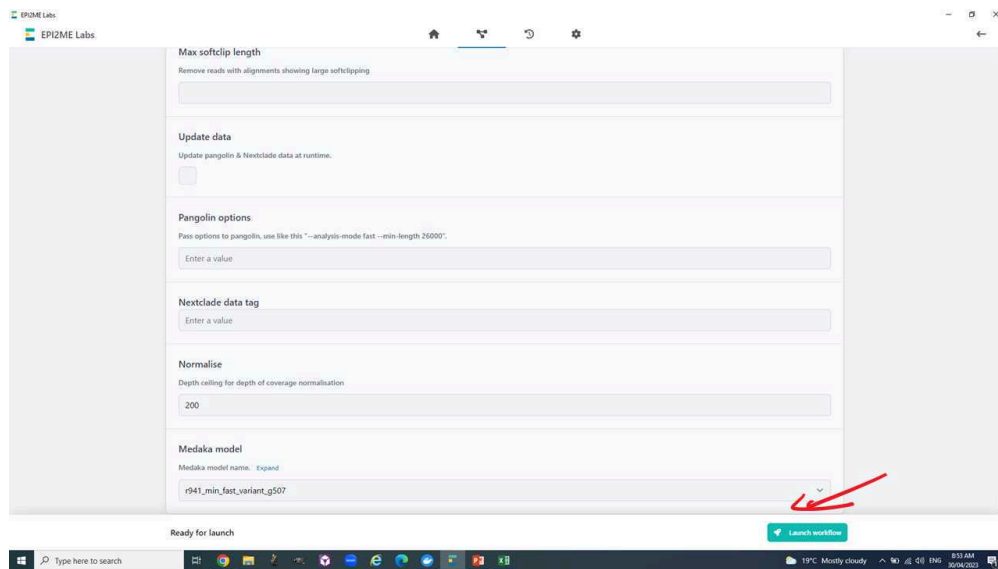 EPI2ME Labs
EPI2ME Labs
Max softclip length
Remove reads with alignments showing large softclipping
Update data
Update pangolin & Nextclade data at runtime.
Pangolin options
Pass options to pangolin, use like this "--analysis-mode fast --min-length 26000".
Enter a value
Nextclade data tag
Enter a value
Normalise
Depth ceiling for depth of coverage normalisation
200
Medaka model
Medaka model name. Expand
r941_min_fast_variant_g507
Ready for launch
Launch workflow
Type here to search
19°C Mostly cloudy
ENG
8:53 AM
30/04/2023